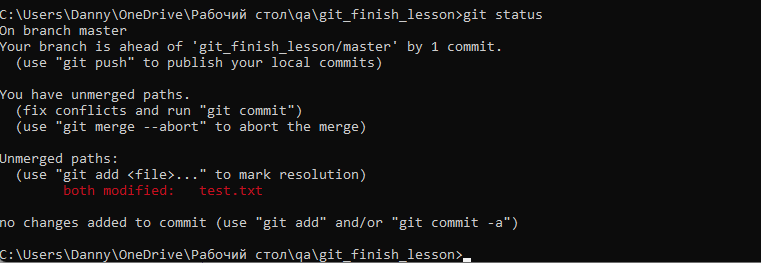 C:\Users\Danny\OneDrive\Рабочий стол\qa\git_finish_lesson>git status
On branch master
Your branch is ahead of 'git_finish_lesson/master' by 1 commit.
  (use "git push" to publish your local commits)

You have unmerged paths.
  (fix conflicts and run "git commit")
  (use "git merge --abort" to abort the merge)

Unmerged paths:
  (use "git add <file>..." to mark resolution)
        both modified:   test.txt

no changes added to commit (use "git add" and/or "git commit -a")

C:\Users\Danny\OneDrive\Рабочий стол\qa\git_finish_lesson>